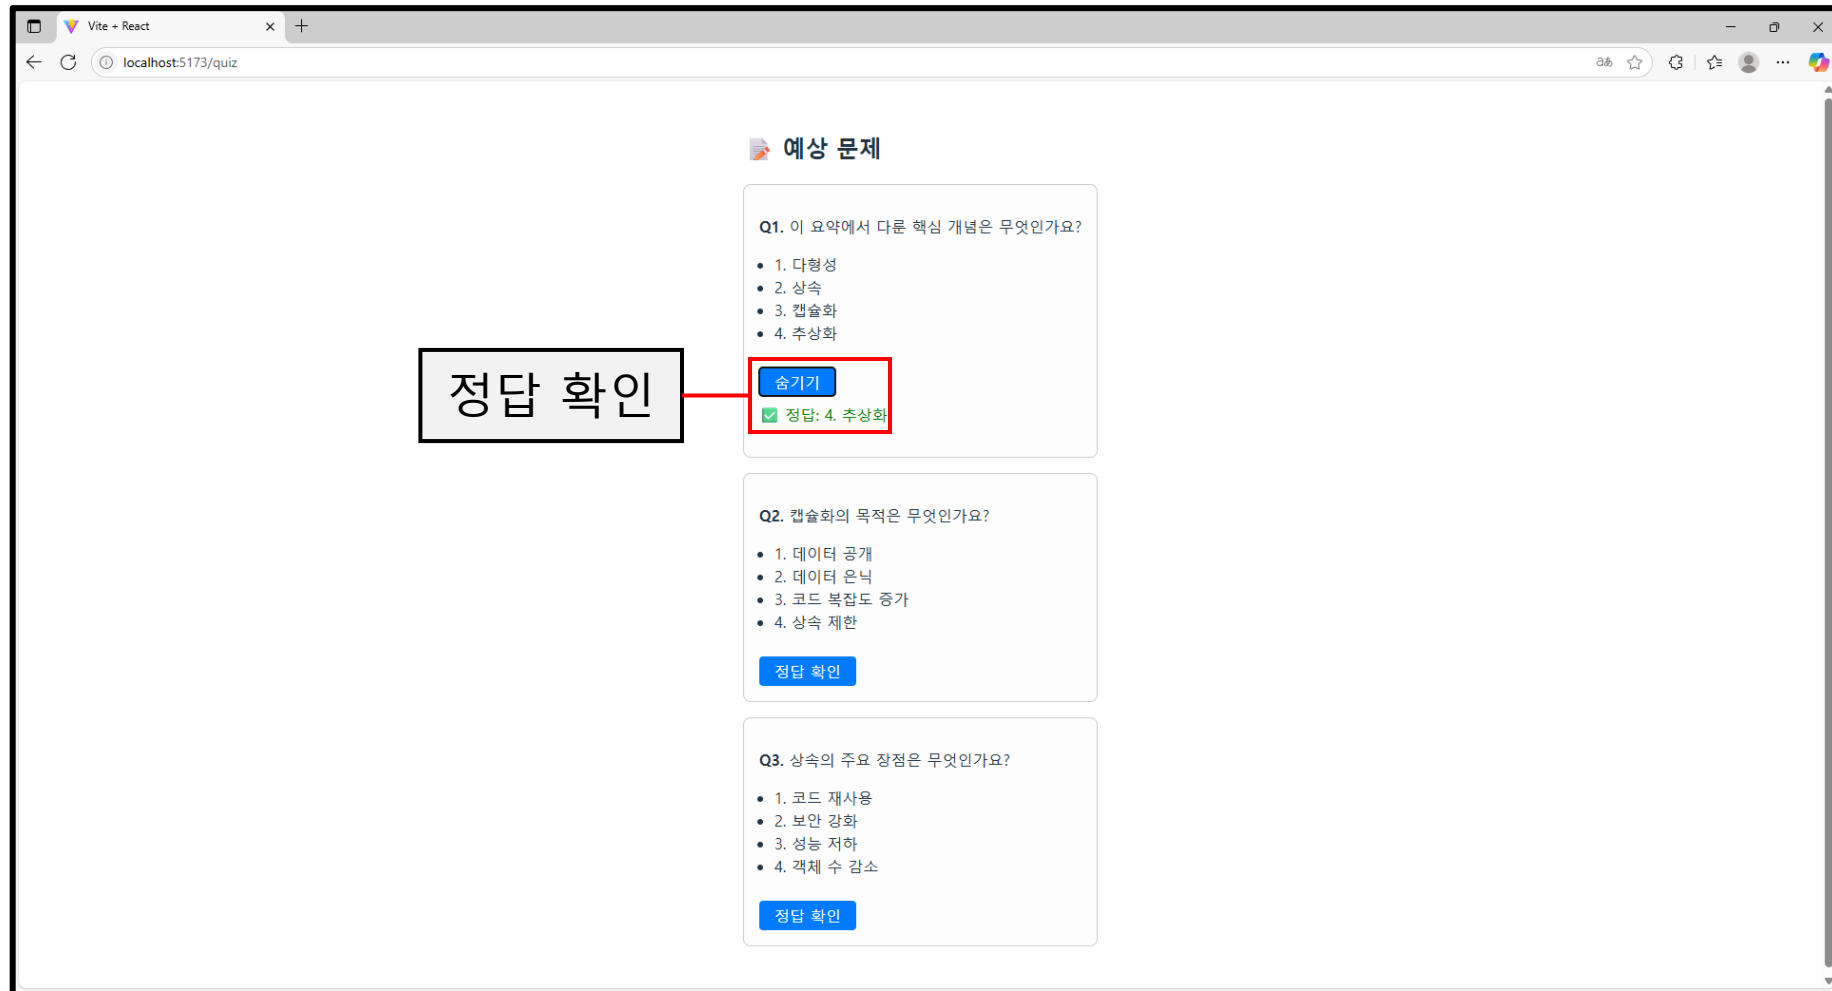 Vite + React
localhost:5173/quiz
예상 문제
Q1. 이 요약에서 다룬 핵심 개념은 무엇인가요?
1. 다형성
2. 상속
3. 캡슐화
4. 추상화
숨기기
정답 확인
정답: 4. 추상화
Q2. 캡슐화의 목적은 무엇인가요?
1. 데이터 공개
2. 데이터 은닉
3. 코드 복잡도 증가
4. 상속 제한
정답 확인
Q3. 상속의 주요 장점은 무엇인가요?
1. 코드 재사용
2. 보안 강화
3. 성능 저하
4. 객체 수 감소
정답 확인